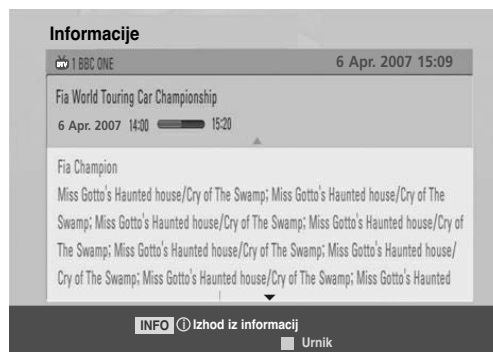 Informacije
DTV 1 BBC ONE 6 Apr. 2007 15:09
Fia World Touring Car Championship
6 Apr. 2007 14:00 15:20
Fia Champion
Miss Gotto's Haunted house/Cry of The Swamp; Miss Gotto's Haunted house/Cry of The
Swamp; Miss Gotto's Haunted house/Cry of The Swamp; Miss Gotto's Haunted house/Cry of
The Swamp; Miss Gotto's Haunted house/Cry of The Swamp; Miss Gotto's Haunted house/
Cry of The Swamp; Miss Gotto's Haunted house/Cry of The Swamp; Miss Gotto's Haunted
INFO ⓘ Izhod iz informacij
Urnik